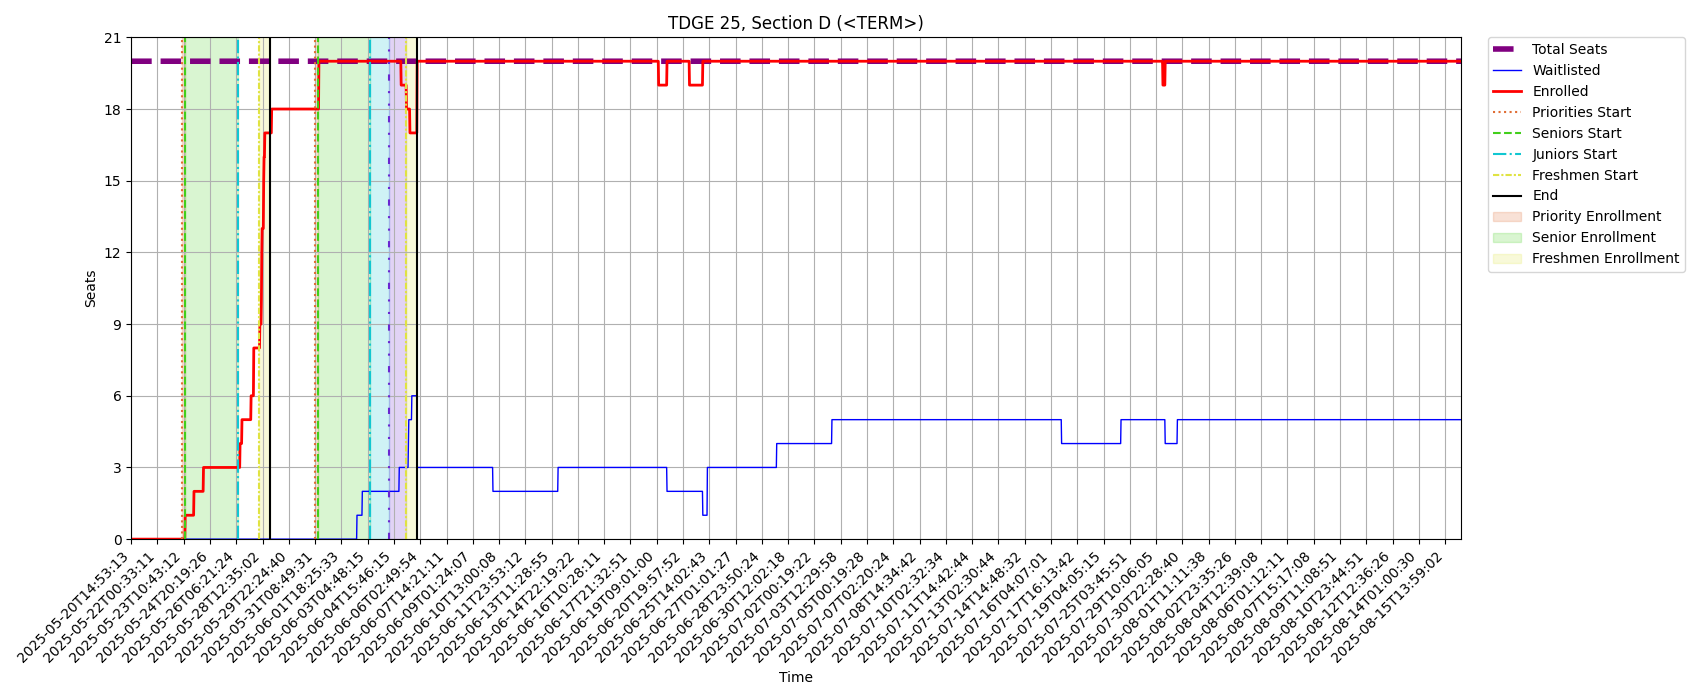 TDGE 25, Section D (<TERM>)
21
18
15
12
9
6
3
0
Seats
2025-05-20T14:53:13
2025-05-22T00:33:11
2025-05-23T10:43:12
2025-05-24T20:19:26
2025-05-26T06:21:24
2025-05-28T12:35:02
2025-05-29T22:24:40
2025-05-31T08:49:31
2025-06-01T18:25:33
2025-06-03T04:48:15
2025-06-04T15:46:15
2025-06-06T02:49:54
2025-06-07T14:21:11
2025-06-09T01:24:07
2025-06-10T13:00:08
2025-06-11T23:53:12
2025-06-13T11:28:55
2025-06-14T22:19:22
2025-06-16T10:28:11
2025-06-17T21:32:51
2025-06-19T09:01:00
2025-06-20T19:57:52
2025-06-25T14:02:43
2025-06-27T01:01:27
2025-06-28T23:50:24
2025-06-30T12:02:18
2025-07-02T00:19:22
2025-07-03T12:29:58
2025-07-05T00:19:28
2025-07-07T02:20:24
2025-07-08T14:34:42
2025-07-10T02:32:34
2025-07-11T14:42:44
2025-07-13T02:30:44
2025-07-14T14:48:32
2025-07-16T04:07:01
2025-07-17T16:13:42
2025-07-19T04:05:15
2025-07-25T03:45:51
2025-07-29T10:06:05
2025-07-30T22:28:40
2025-08-01T11:11:38
2025-08-02T23:35:26
2025-08-04T12:39:08
2025-08-06T01:12:11
2025-08-07T15:17:08
2025-08-09T11:08:51
2025-08-10T23:44:51
2025-08-12T12:36:26
2025-08-14T01:00:30
2025-08-15T13:59:02
Time
Total Seats
Waitlisted
Enrolled
Priorities Start
Seniors Start
Juniors Start
Freshmen Start
End
Priority Enrollment
Senior Enrollment
Freshmen Enrollment